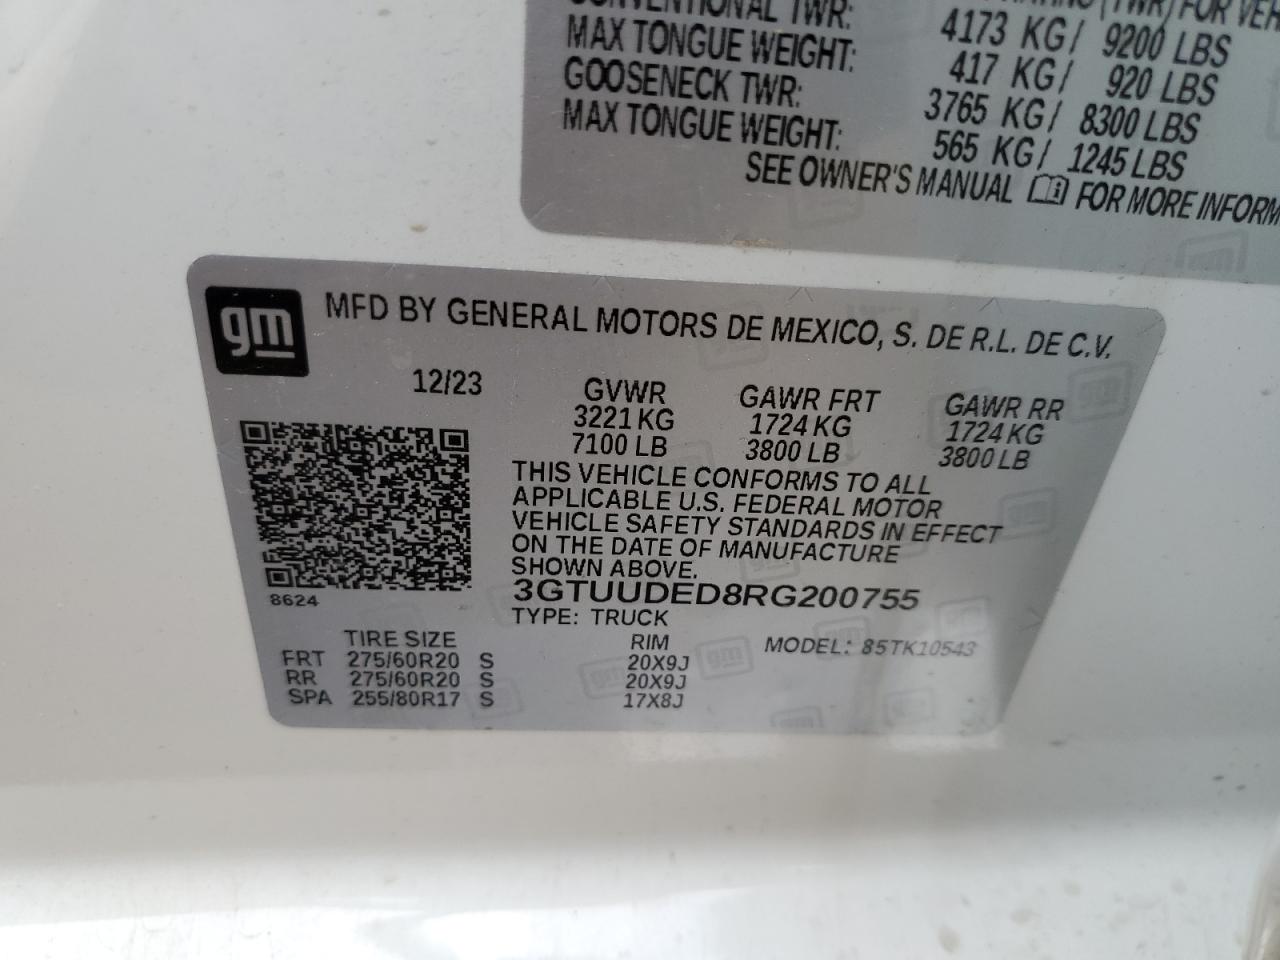 CONVENTIONAL TWR: 4173 KG/ 9200 LBS
MAX TONGUE WEIGHT: 417 KG/ 920 LBS
GOOSENECK TWR: 3765 KG/ 8300 LBS
MAX TONGUE WEIGHT: 565 KG/ 1245 LBS
SEE OWNER'S MANUAL FOR MORE INFORM
gm MFD BY GENERAL MOTORS DE MEXICO, S. DE R.L. DE C.V.
12/23 GVWR GAWR FRT GAWR RR
3221 KG 1724 KG 1724 KG
7100 LB 3800 LB 3800 LB
THIS VEHICLE CONFORMS TO ALL
APPLICABLE U.S. FEDERAL MOTOR
VEHICLE SAFETY STANDARDS IN EFFECT
ON THE DATE OF MANUFACTURE
SHOWN ABOVE.
8624 3GTUUDED8RG200755
TYPE: TRUCK
TIRE SIZE RIM MODEL: 85TK10543
FRT 275/60R20 S 20X9J
RR 275/60R20 S 20X9J
SPA 255/80R17 S 17X8J